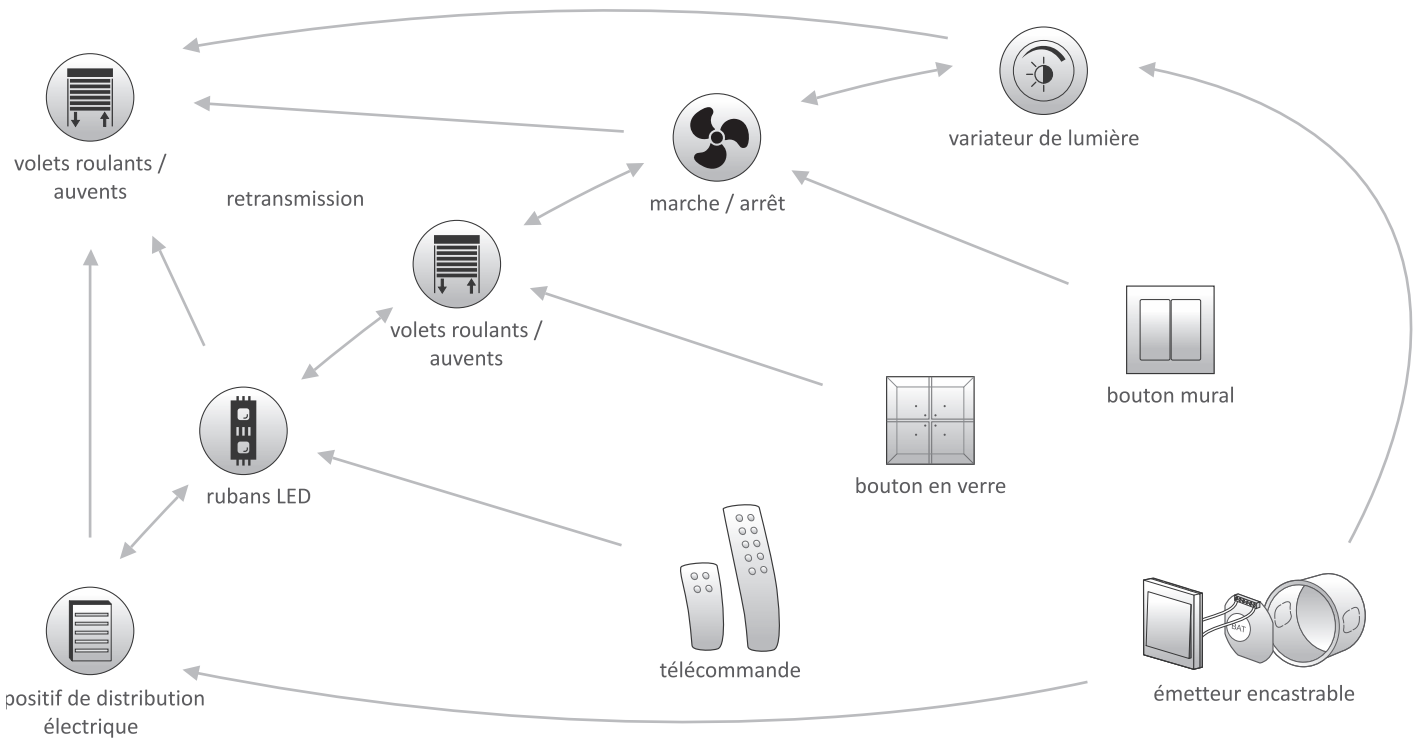 variateur de lumière
volets roulants /
auvents
retransmission
marche / arrêt
volets roulants /
auvents
bouton mural
bouton en verre
rubans LED
BAT
télécommande
positif de distribution
électrique
émetteur encastrable